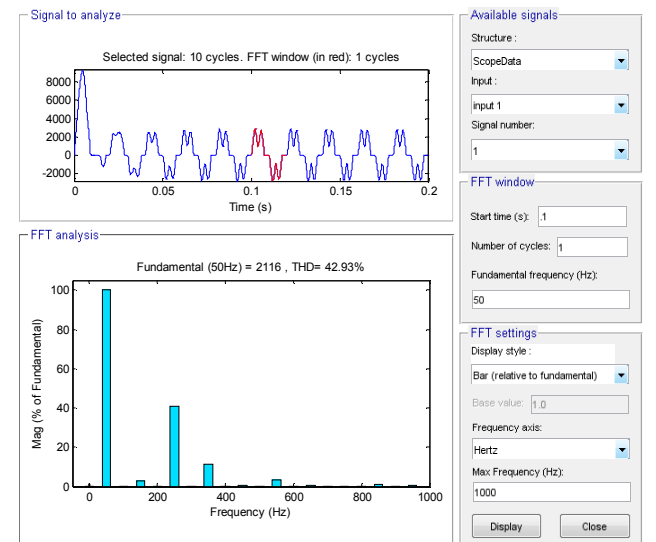 Signal to analyze
Selected signal: 10 cycles. FFT window (in red): 1 cycles
8000
6000
4000
2000
0
-2000
0 0.05 0.1 0.15 0.2
Time (s)
FFT analysis
Fundamental (50Hz) = 2116 , THD= 42.93%
100
80
60
40
20
0
Mag (% of Fundamental)
0 200 400 600 800 1000
Frequency (Hz)
Available signals
Structure :
ScopeData
Input :
input 1
Signal number:
1
FFT window
Start time (s): .1
Number of cycles: 1
Fundamental frequency (Hz):
50
FFT settings
Display style :
Bar (relative to fundamental)
Base value: 1.0
Frequency axis:
Hertz
Max Frequency (Hz):
1000
Display Close